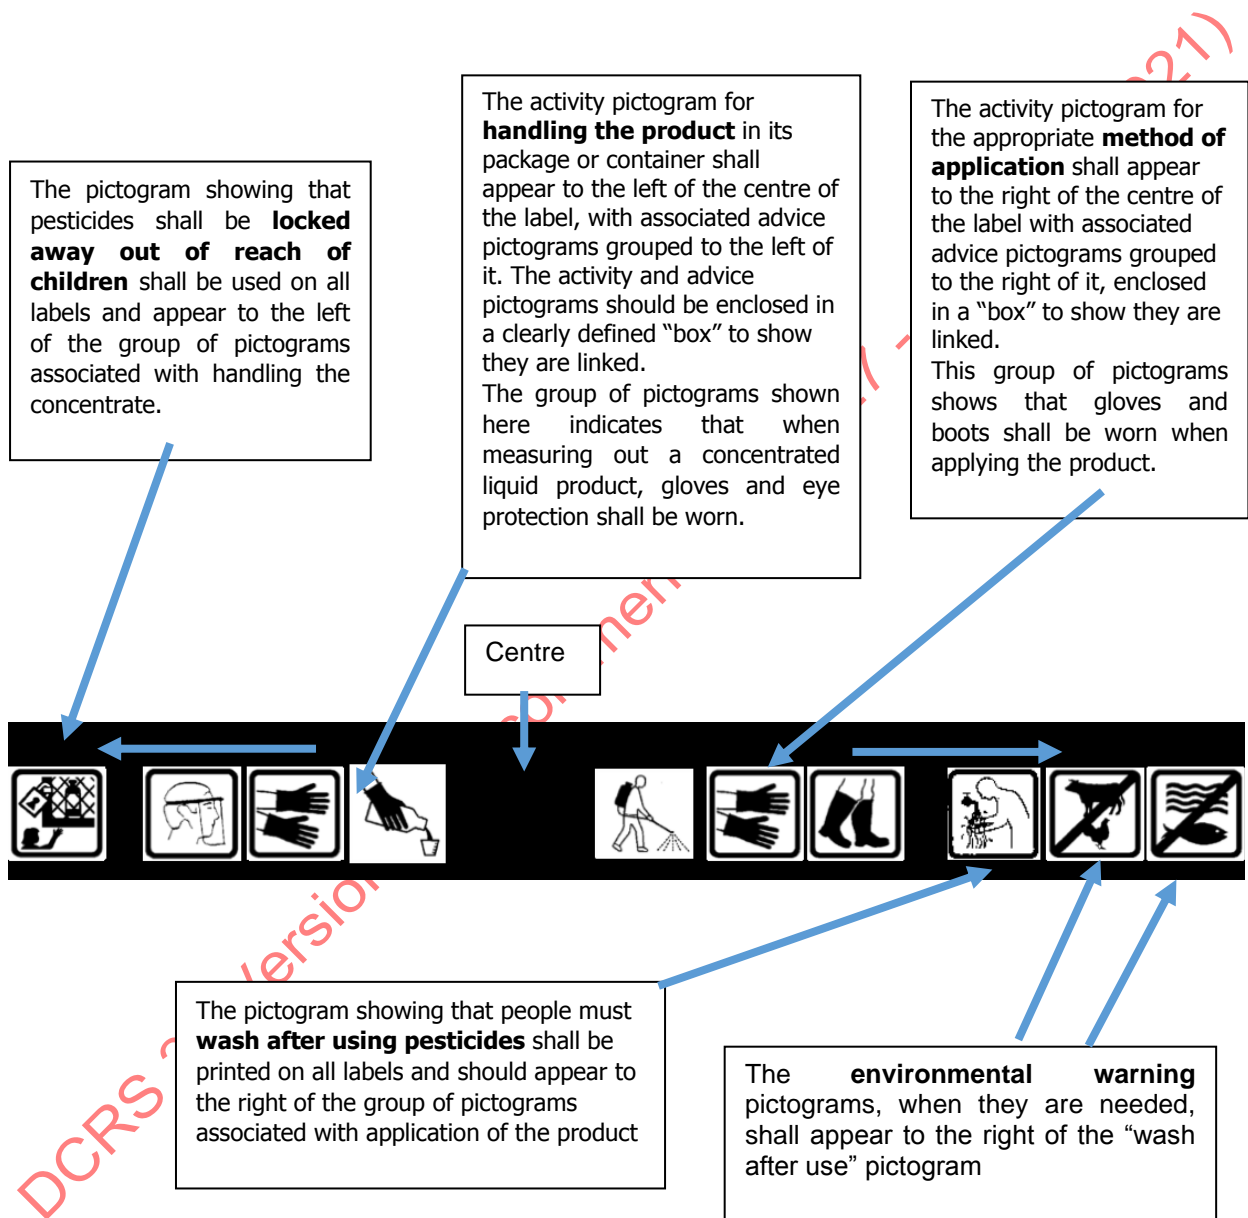 The pictogram showing that
pesticides shall be locked
away out of reach of
children shall be used on all
labels and appear to the left
of the group of pictograms
associated with handling the
concentrate.
The activity pictogram for
handling the product in its
package or container shall
appear to the left of the centre of
the label, with associated advice
pictograms grouped to the left of
it. The activity and advice
pictograms should be enclosed in
a clearly defined “box” to show
they are linked.
The group of pictograms shown
here indicates that when
measuring out a concentrated
liquid product, gloves and eye
protection shall be worn.
The activity pictogram for
the appropriate method of
application shall appear
to the right of the centre of
the label with associated
advice pictograms grouped
to the right of it, enclosed
in a “box” to show they are
linked.
This group of pictograms
shows that gloves and
boots shall be worn when
applying the product.
Centre
The pictogram showing that people must
wash after using pesticides shall be
printed on all labels and should appear to
the right of the group of pictograms
associated with application of the product
The environmental warning
pictograms, when they are needed,
shall appear to the right of the “wash
after use” pictogram
DCRS